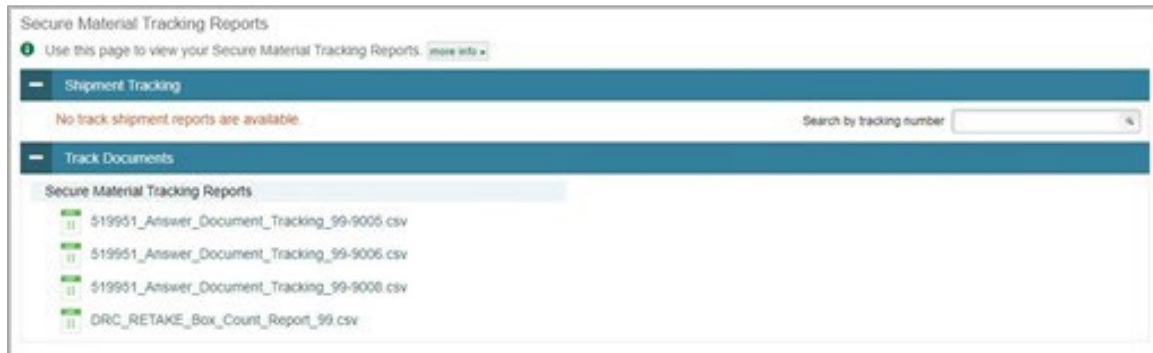 Secure Material Tracking Reports
Use this page to view your Secure Material Tracking Reports. more info
Shipment Tracking
No track shipment reports are available.
Search by tracking number
Track Documents
Secure Material Tracking Reports
519951_Answer_Document_Tracking_99-9005.csv
519951_Answer_Document_Tracking_99-9006.csv
519951_Answer_Document_Tracking_99-9008.csv
DRC_RETAKE_Box_Count_Report_99.csv